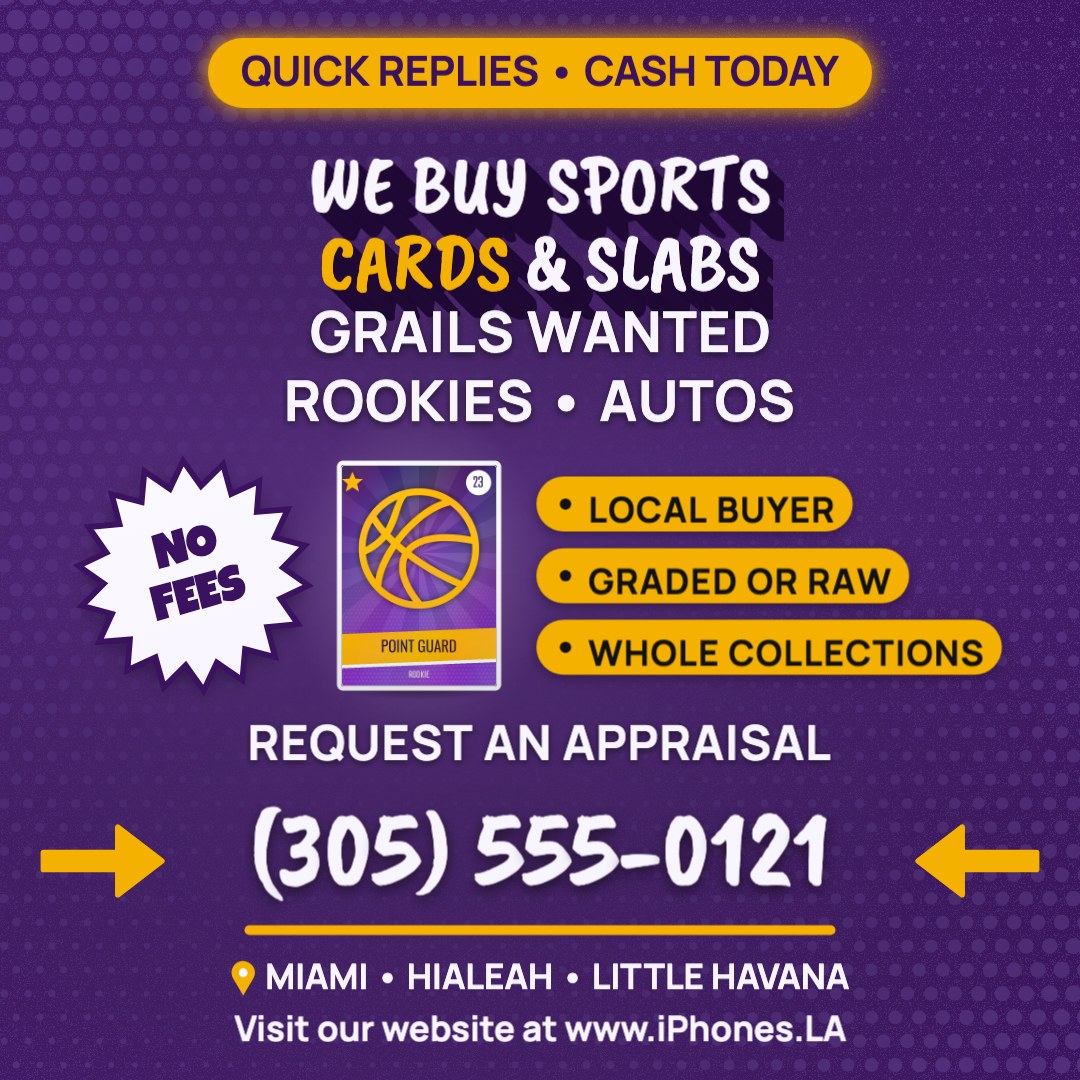 QUICK REPLIES • CASH TODAY
WE BUY SPORTS
CARDS & SLABS
GRAILS WANTED
ROOKIES • AUTOS
NO
FEES
23
POINT GUARD
ROOKIE
• LOCAL BUYER
• GRADED OR RAW
• WHOLE COLLECTIONS
REQUEST AN APPRAISAL
(305) 555-0121
MIAMI • HIALEAH • LITTLE HAVANA
Visit our website at www.iPhones.LA